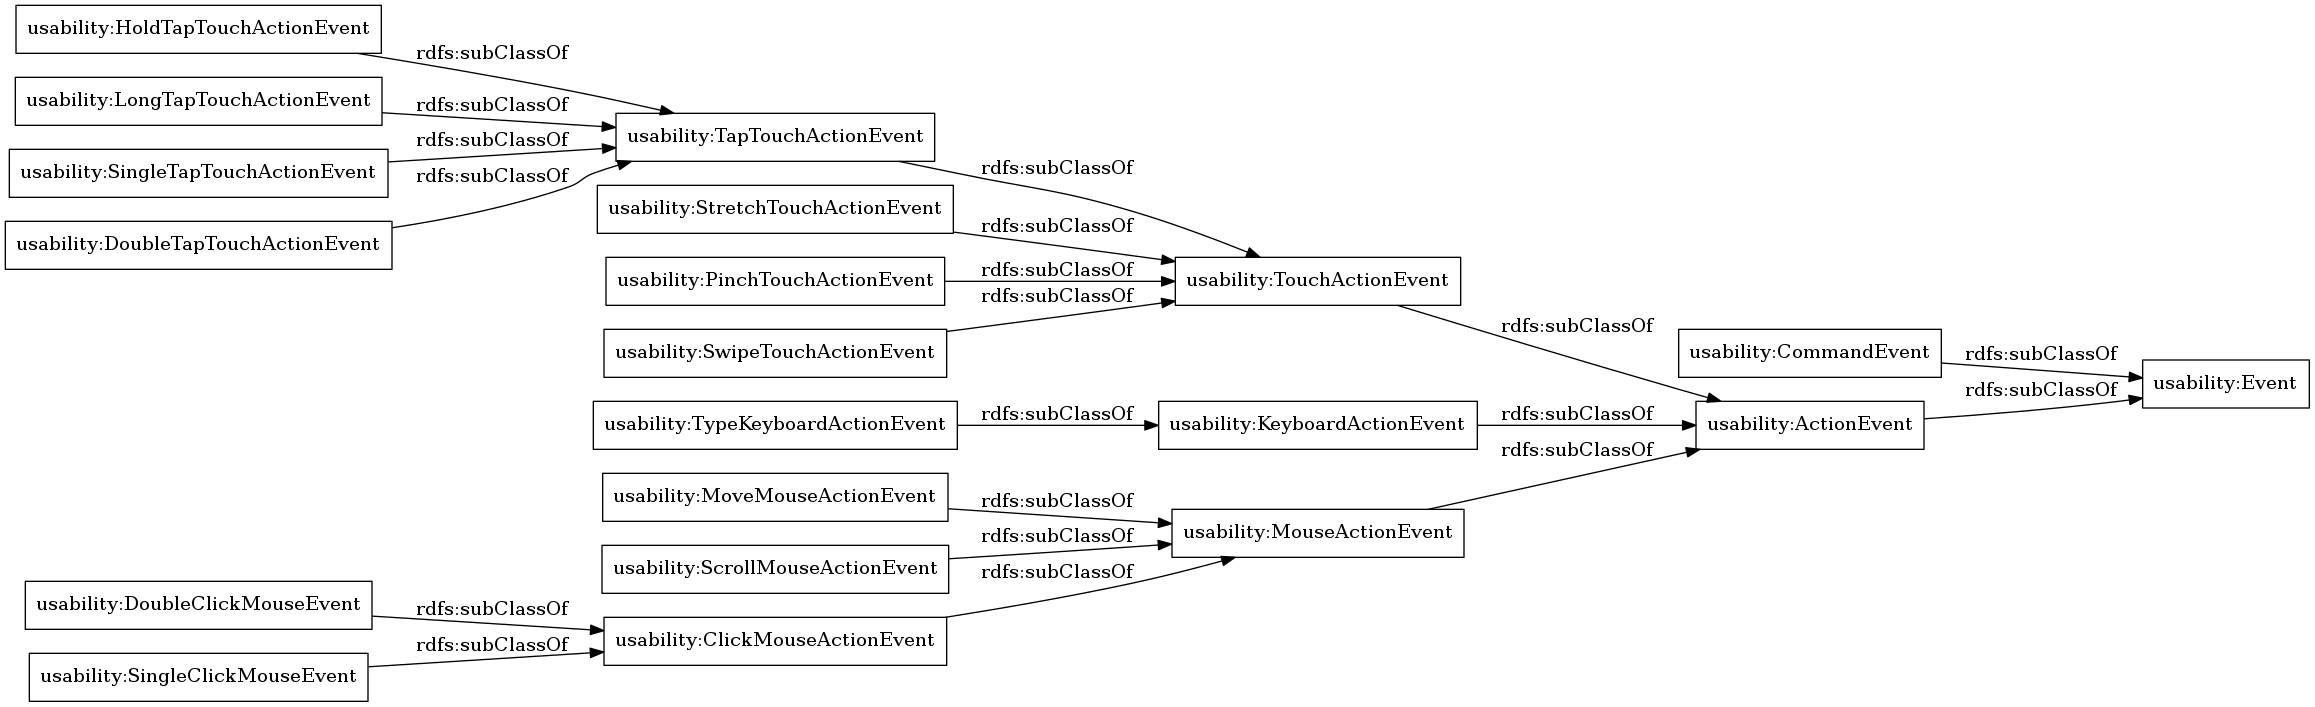 usability:HoldTapTouchActionEvent
rdfs:subClassOf
usability:LongTapTouchActionEvent
rdfs:subClassOf
usability:SingleTapTouchActionEvent
rdfs:subClassOf
usability:DoubleTapTouchActionEvent
rdfs:subClassOf
usability:TapTouchActionEvent
rdfs:subClassOf
usability:StretchTouchActionEvent
rdfs:subClassOf
usability:PinchTouchActionEvent
rdfs:subClassOf
usability:SwipeTouchActionEvent
rdfs:subClassOf
usability:TouchActionEvent
rdfs:subClassOf
usability:TypeKeyboardActionEvent
rdfs:subClassOf
usability:KeyboardActionEvent
rdfs:subClassOf
usability:MoveMouseActionEvent
rdfs:subClassOf
usability:ScrollMouseActionEvent
rdfs:subClassOf
usability:DoubleClickMouseEvent
rdfs:subClassOf
usability:SingleClickMouseEvent
rdfs:subClassOf
usability:ClickMouseActionEvent
rdfs:subClassOf
usability:MouseActionEvent
rdfs:subClassOf
usability:CommandEvent
rdfs:subClassOf
usability:ActionEvent
rdfs:subClassOf
usability:Event